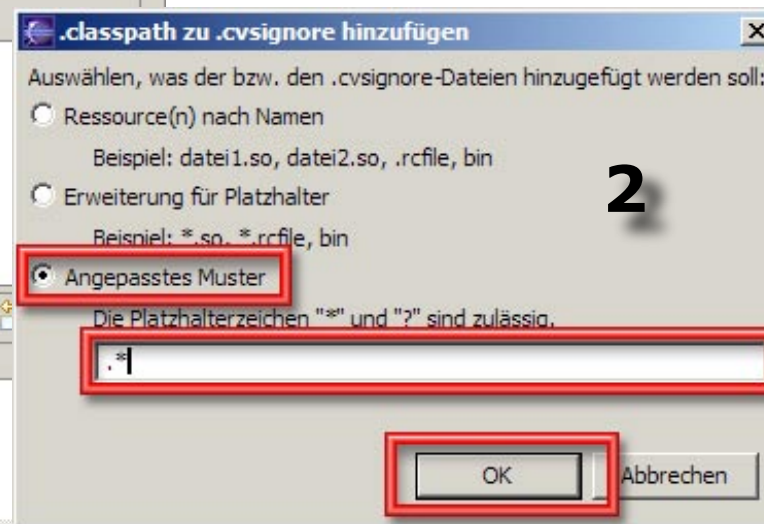 .classpath zu .cvsignore hinzufügen
Auswählen, was der bzw. den .cvsignore-Dateien hinzugefügt werden soll:
Ressource(n) nach Namen
Beispiel: datei1.so, datei2.so, .rcfile, bin
2
Erweiterung für Platzhalter
Beispiel: *.so, *.rcfile, bin
Angepasstes Muster
Die Platzhalterzeichen "*" und "?" sind zulässig.
.*
OK Abbrechen